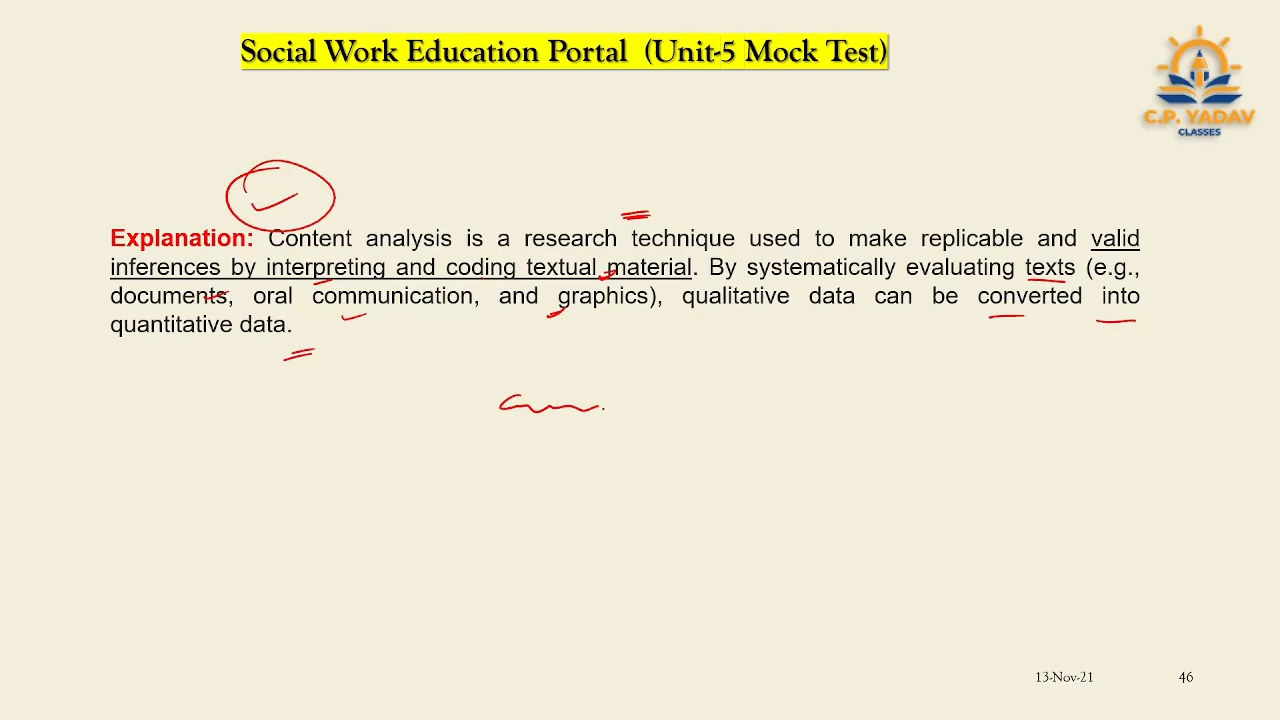 Social Work Education Portal (Unit-5 Mock Test)
C.P. YADAV
CLASSES
Explanation: Content analysis is a research technique used to make replicable and valid
inferences by interpreting and coding textual material. By systematically evaluating texts (e.g.,
documents, oral communication, and graphics), qualitative data can be converted into
quantitative data.
13-Nov-21
46